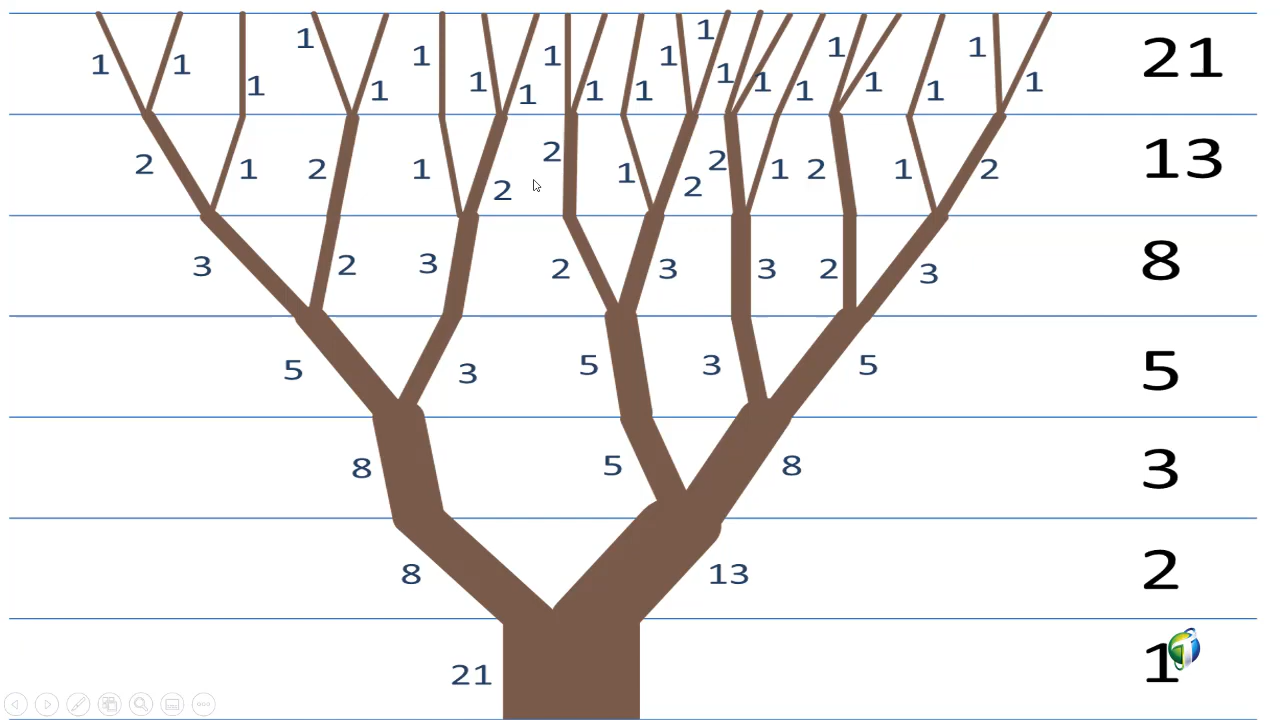 1 1 1 1 1 1 1 1 1 1 1 1 1 1 1 1 1 1 1 1 1 21
2 1 2 1 2 2 1 2 2 1 2 1 2 13
3 2 3 2 3 3 2 3 8
5 3 5 3 5 5
8 5 8 3
8 13 2
21 1